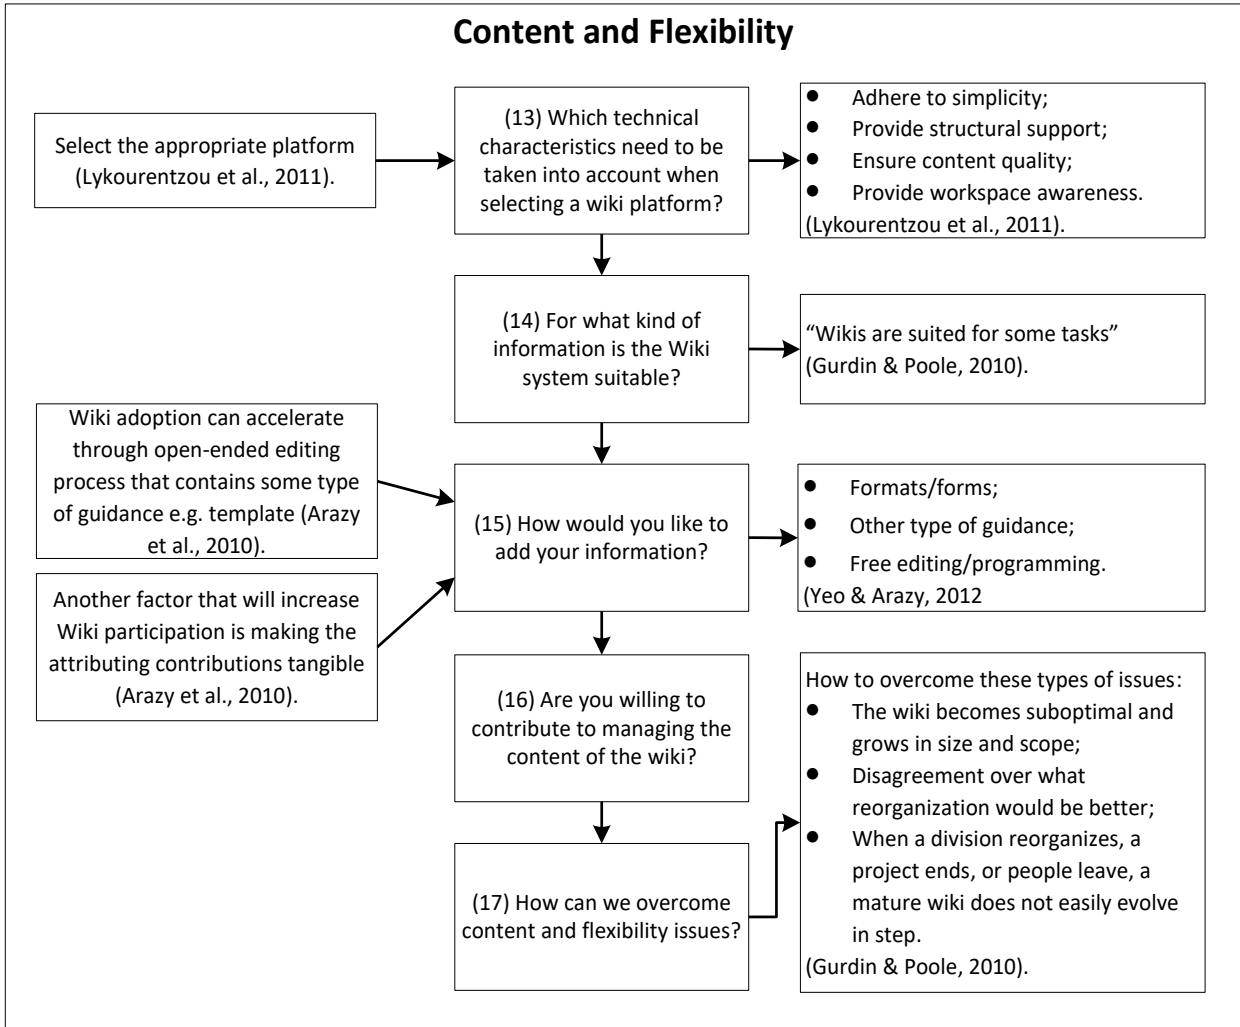 Content and Flexibility
Select the appropriate platform
(Lykourentzou et al., 2011).
(13) Which technical
characteristics need to be
taken into account when
selecting a wiki platform?
● Adhere to simplicity;
● Provide structural support;
● Ensure content quality;
● Provide workspace awareness.
(Lykourentzou et al., 2011).
(14) For what kind of
information is the Wiki
system suitable?
“Wikis are suited for some tasks”
(Gurdin & Poole, 2010).
Wiki adoption can accelerate
through open-ended editing
process that contains some type
of guidance e.g. template (Arazy
et al., 2010).
Another factor that will increase
Wiki participation is making the
attributing contributions tangible
(Arazy et al., 2010).
(15) How would you like to
add your information?
● Formats/forms;
● Other type of guidance;
● Free editing/programming.
(Yeo & Arazy, 2012
(16) Are you willing to
contribute to managing the
content of the wiki?
(17) How can we overcome
content and flexibility issues?
How to overcome these types of issues:
● The wiki becomes suboptimal and
grows in size and scope;
● Disagreement over what
reorganization would be better;
● When a division reorganizes, a
project ends, or people leave, a
mature wiki does not easily evolve
in step.
(Gurdin & Poole, 2010).